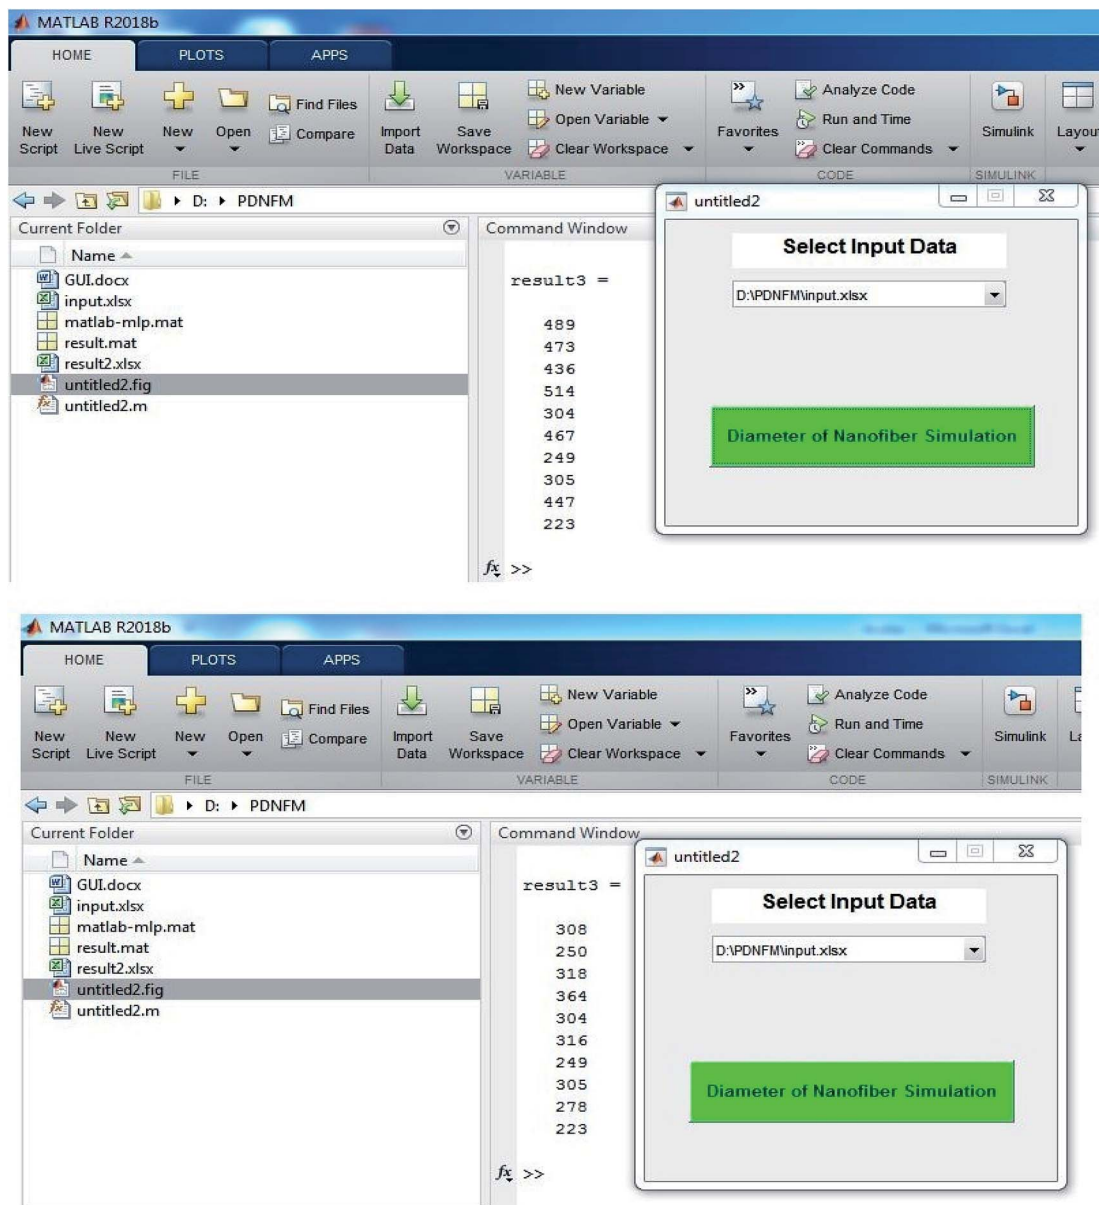 MATLAB R2018b
HOME PLOTS APPS
New Script New Live Script New Open Find Files Compare Import Data Save Workspace New Variable Open Variable Clear Workspace Favorites Analyze Code Run and Time Clear Commands Simulink Layout
FILE VARIABLE CODE SIMULINK
D: PDNFM
Current Folder
Name
GUI.docx
input.xlsx
matlab-mlp.mat
result.mat
result2.xlsx
untitled2.fig
untitled2.m
Command Window
result3 =
489
473
436
514
304
467
249
305
447
223
fx >>
untitled2
Select Input Data
D:\PDNFM\input.xlsx
Diameter of Nanofiber Simulation
MATLAB R2018b
HOME PLOTS APPS
New Script New Live Script New Open Find Files Compare Import Data Save Workspace New Variable Open Variable Clear Workspace Favorites Analyze Code Run and Time Clear Commands Simulink La
FILE VARIABLE CODE SIMULINK
D: PDNFM
Current Folder
Name
GUI.docx
input.xlsx
matlab-mlp.mat
result.mat
result2.xlsx
untitled2.fig
untitled2.m
Command Window
result3 =
308
250
318
364
304
316
249
305
278
223
fx >>
untitled2
Select Input Data
D:\PDNFM\input.xlsx
Diameter of Nanofiber Simulation